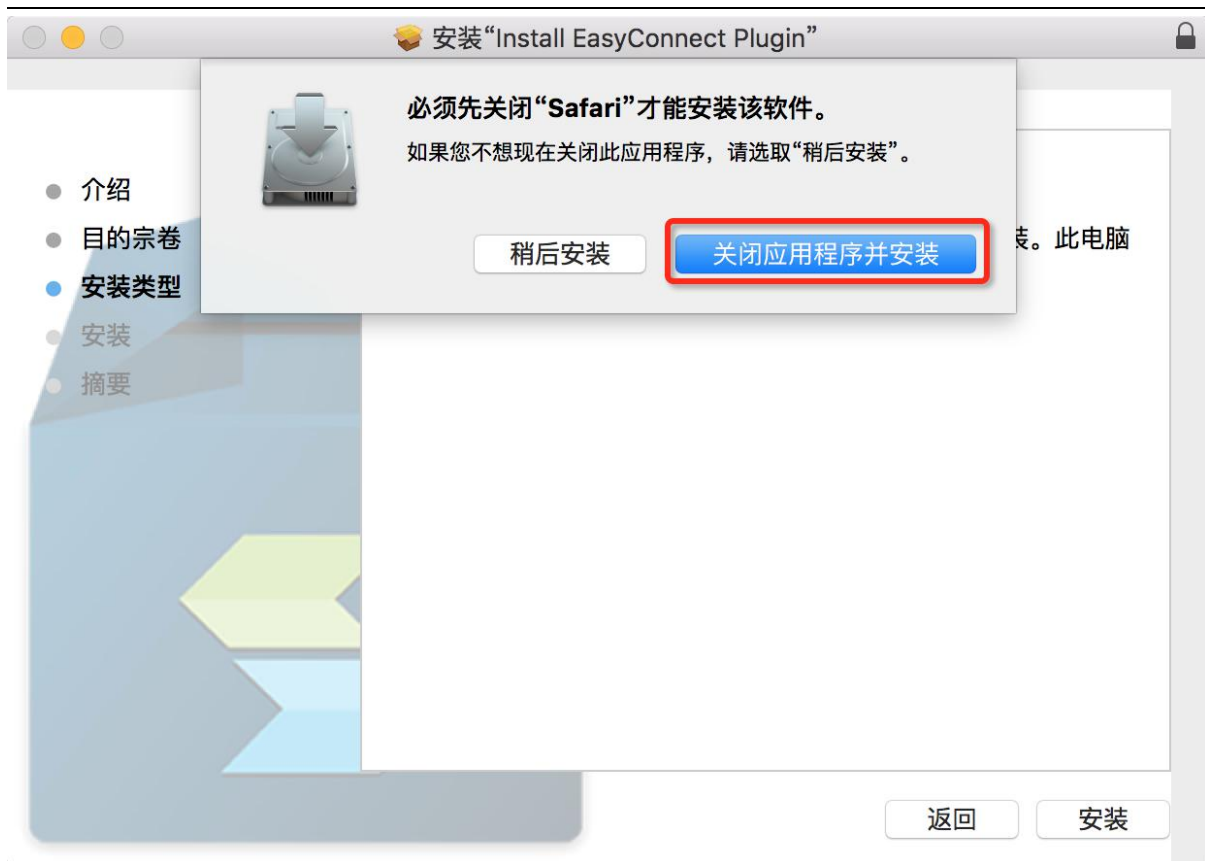 安装“Install EasyConnect Plugin”
必须先关闭“Safari”才能安装该软件。
如果您不想现在关闭此应用程序，请选取“稍后安装”。
稍后安装
关闭应用程序并安装
介绍
目的宗卷
安装类型
安装
摘要
装。此电脑
返回
安装